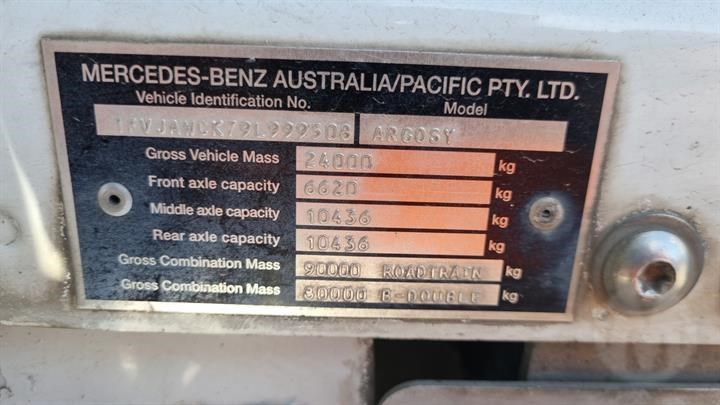 MERCEDES-BENZ AUSTRALIA/PACIFIC PTY. LTD.
Vehicle Identification No. Model
1FVJAWCK79L999508 ARGOSY
Gross Vehicle Mass 24000 kg
Front axle capacity 6620 kg
Middle axle capacity 10436 kg
Rear axle capacity 10436 kg
Gross Combination Mass 90000 ROADTRAIN kg
Gross Combination Mass 80000 B-DOUBLE kg